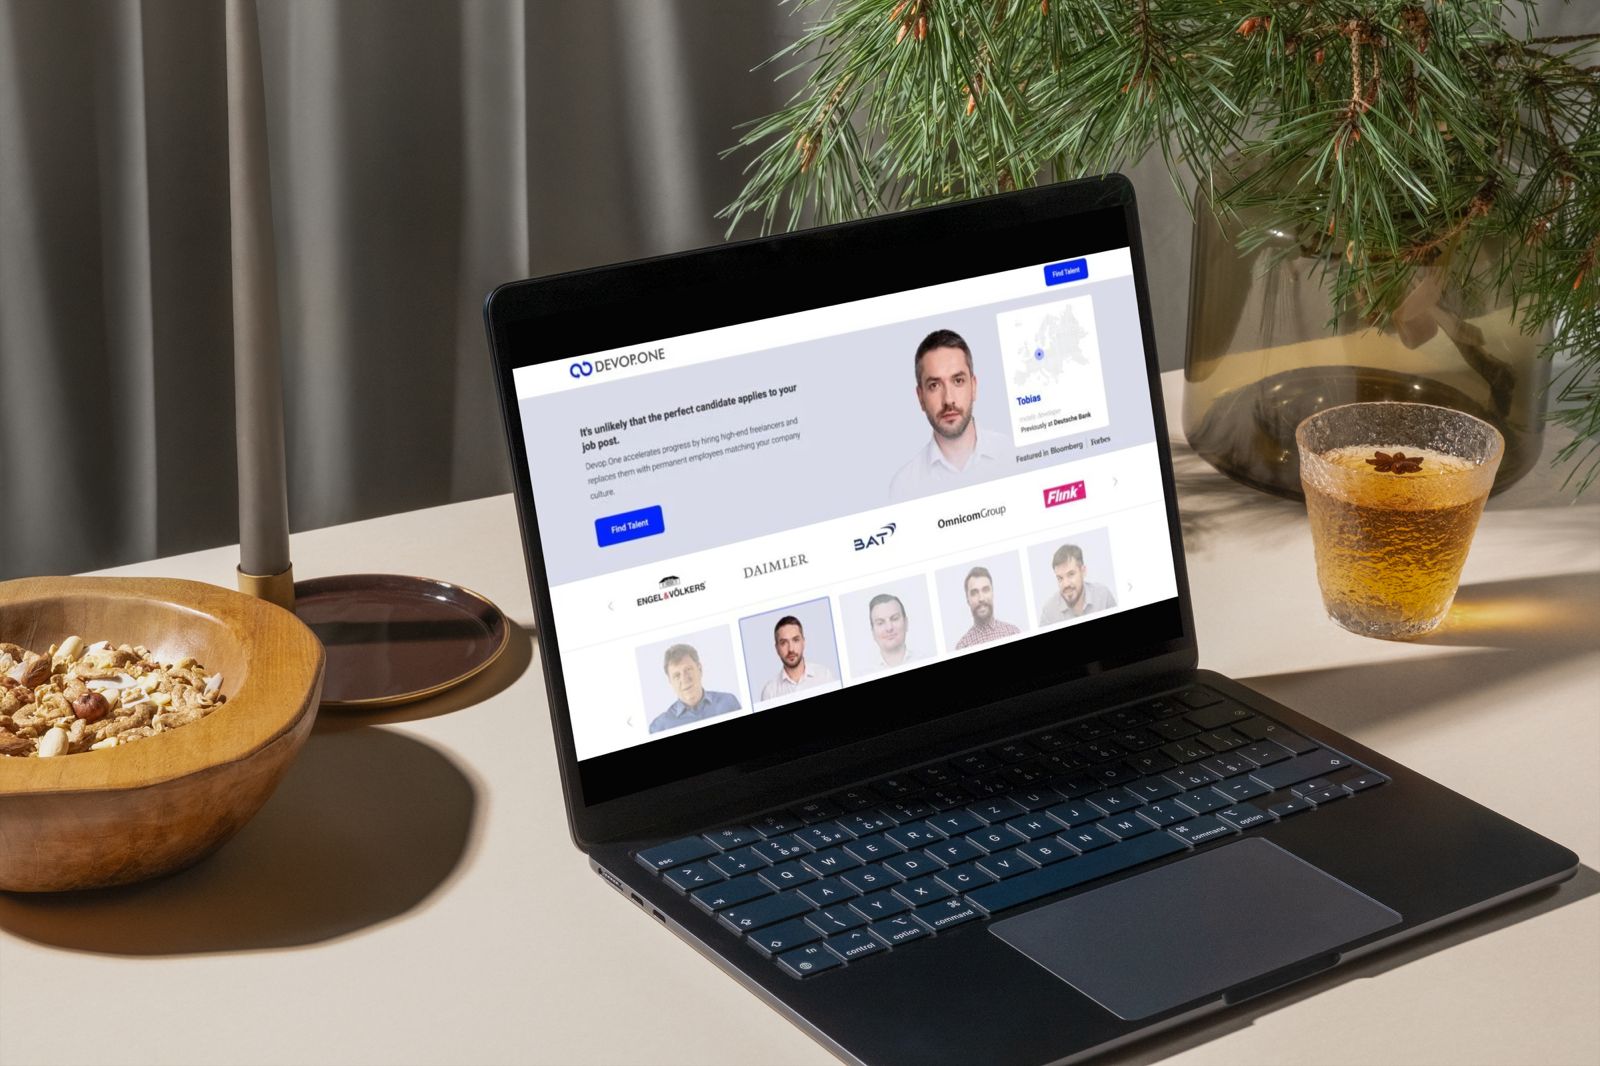 Find Talent
DEVOP.ONE
It's unlikely that the perfect candidate applies to your
job post.
Devop One accelerates progress by hiring high-end freelancers and
replaces them with permanent employees matching your company
culture.
Find Talent
Tobias
mobile developer
Previously at Deutsche Bank
Featured in Bloomberg | Forbes
ENGEL&VÖLKERS
DAIMLER
BAT
OmnicomGroup
Flink
esc
Q W E R T Z U I O P
A S D F G H J K L
Y X C V B N M
fn control option command
command option